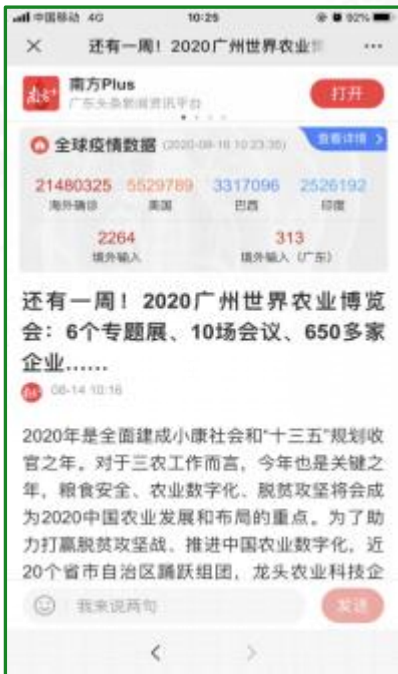 中国移动 4G 10:25 92%
还有一周！2020广州世界农业
南方Plus
广东头条新闻资讯平台
打开
全球疫情数据 (2020-08-16 10:23:35)
查看详情
21480325 5529789 3317096 2526192
海外确诊 美国 巴西 印度
2264 313
境外输入 境外输入（广东）
还有一周！2020广州世界农业博览
会：6个专题展、10场会议、650多家
企业……
08-14 10:16
2020年是全面建成小康社会和“十三五”规划收
官之年。对于三农工作而言，今年也是关键之
年，粮食安全、农业数字化、脱贫攻坚将会成
为2020中国农业发展和布局的重点。为了助
力打赢脱贫攻坚战、推进中国农业数字化，近
20个省市自治区踊跃组团，龙头农业科技企
我来说两句
发送